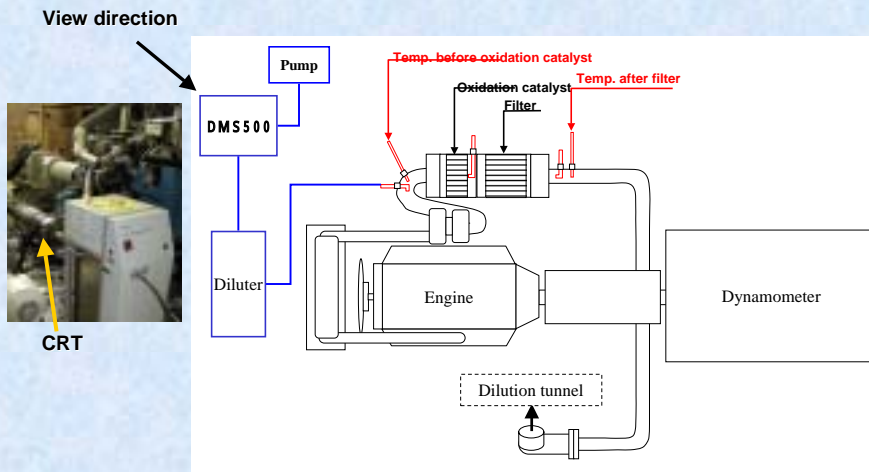 View direction
Pump
Temp. before oxidation catalyst
Temp. after filter
Oxidation catalyst
Filter
DMS500
Diluter
Engine
Dynamometer
CRT
Dilution tunnel